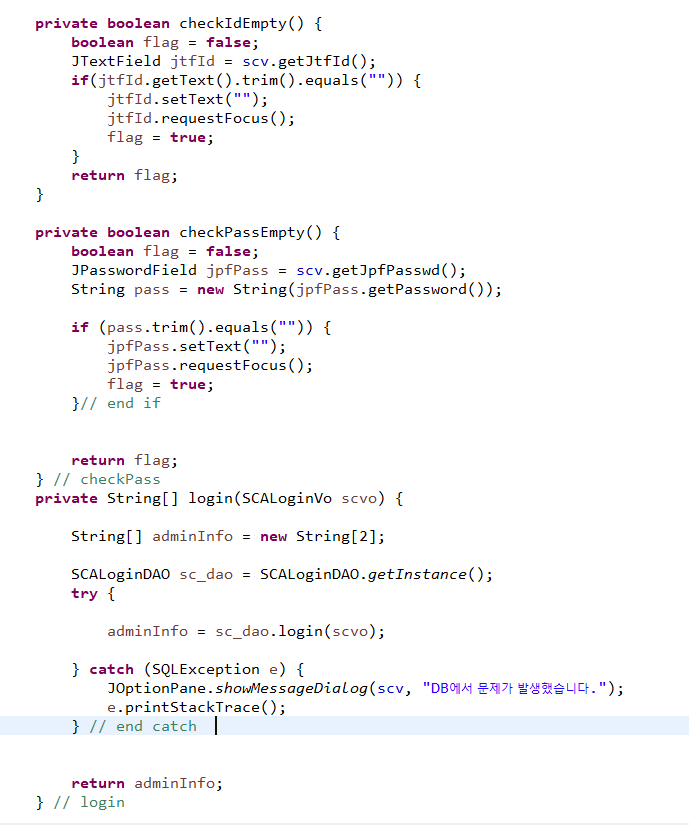 private boolean checkIdEmpty() {
boolean flag = false;
JTextField jtfId = scv.getJtfId();
if(jtfId.getText().trim().equals("")) {
jtfId.setText("");
jtfId.requestFocus();
flag = true;
}
return flag;
}
private boolean checkPassEmpty() {
boolean flag = false;
JPasswordField jpfPass = scv.getJpfPasswd();
String pass = new String(jpfPass.getPassword());
if (pass.trim().equals("")) {
jpfPass.setText("");
jpfPass.requestFocus();
flag = true;
}// end if
return flag;
} // checkPass
private String[] login(SCALoginVo scvo) {
String[] adminInfo = new String[2];
SCALoginDAO sc_dao = SCALoginDAO.getInstance();
try {
adminInfo = sc_dao.login(scvo);
} catch (SQLException e) {
JOptionPane.showMessageDialog(scv, "DB에서 문제가 발생했습니다.");
e.printStackTrace();
} // end catch
return adminInfo;
} // login